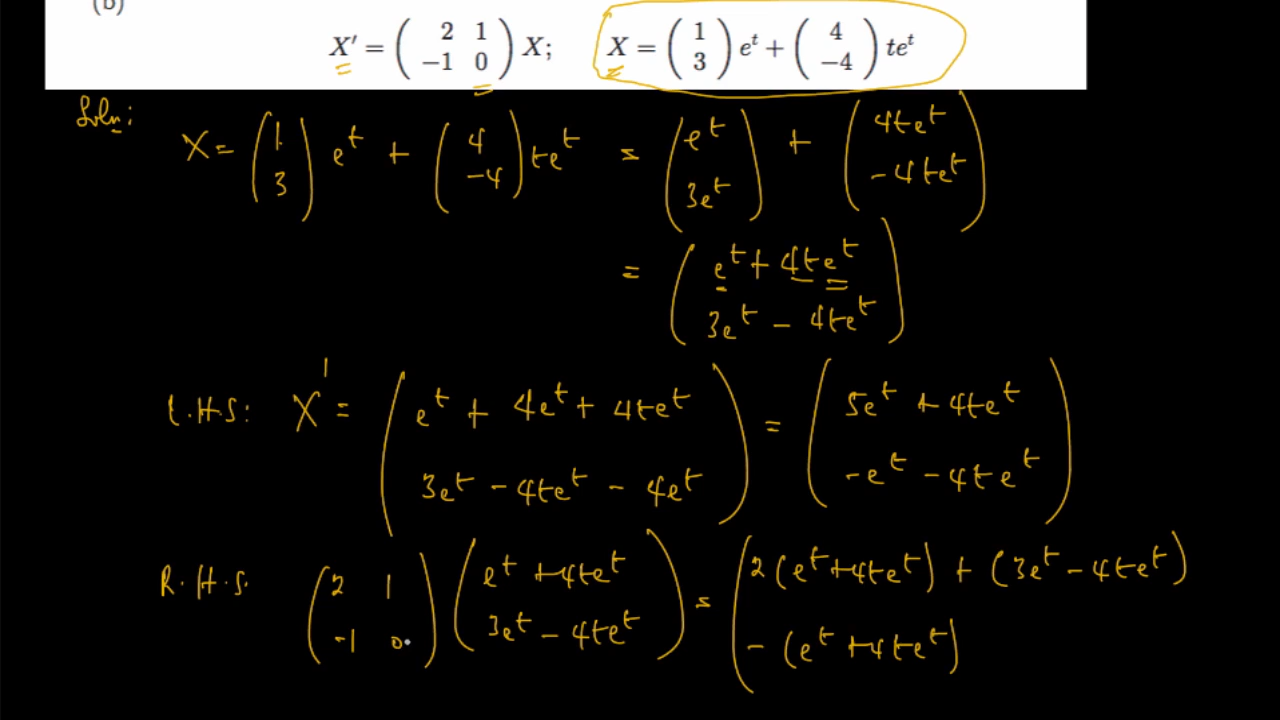 (b)
X′ = ( 2 1 ; −1 0 ) X;   X = ( 1 ; 3 ) e^t + ( 4 ; −4 ) te^t
Soln:
X = ( 1 ; 3 ) e^t + ( 4 ; −4 ) te^t = ( e^t ; 3e^t ) + ( 4te^t ; −4te^t )
= ( e^t + 4te^t ; 3e^t − 4te^t )
L.H.S: X′ = ( e^t + 4e^t + 4te^t ; 3e^t − 4te^t − 4e^t ) = ( 5e^t + 4te^t ; −e^t − 4te^t )
R.H.S. ( 2 1 ; −1 0 ) ( e^t + 4te^t ; 3e^t − 4te^t ) = ( 2(e^t + 4te^t) + (3e^t − 4te^t) ; −(e^t + 4te^t)